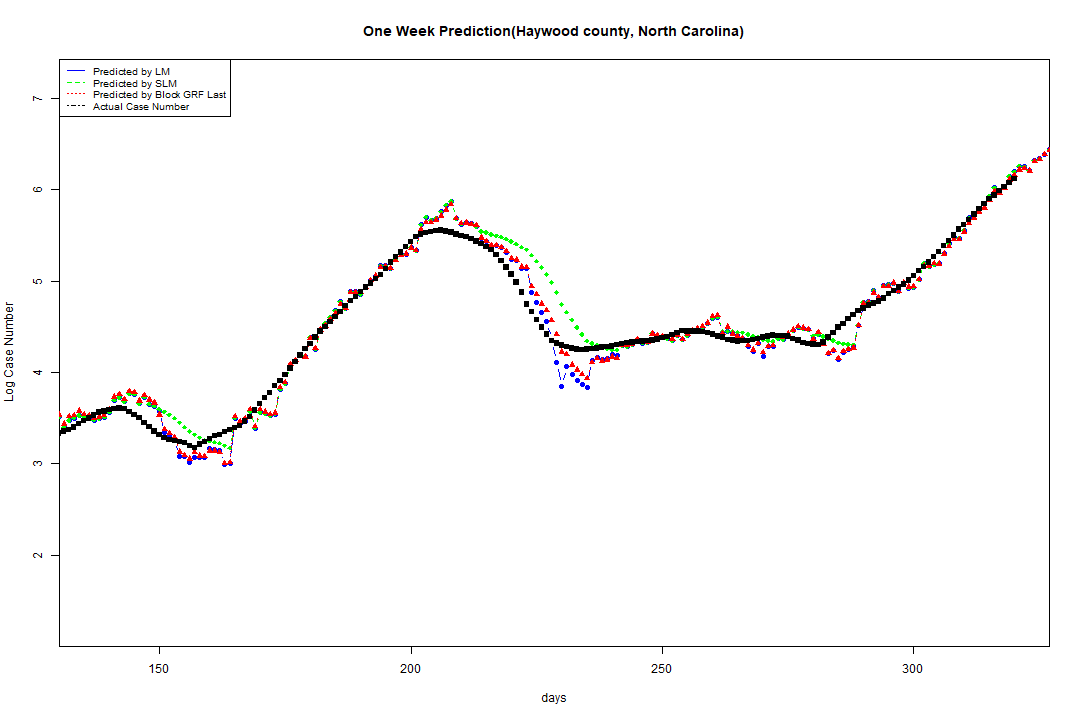 One Week Prediction(Haywood county, North Carolina)
Predicted by LM
Predicted by SLM
Predicted by Block GRF Last
Actual Case Number
7
6
5
4
3
2
Log Case Number
150 200 250 300
days